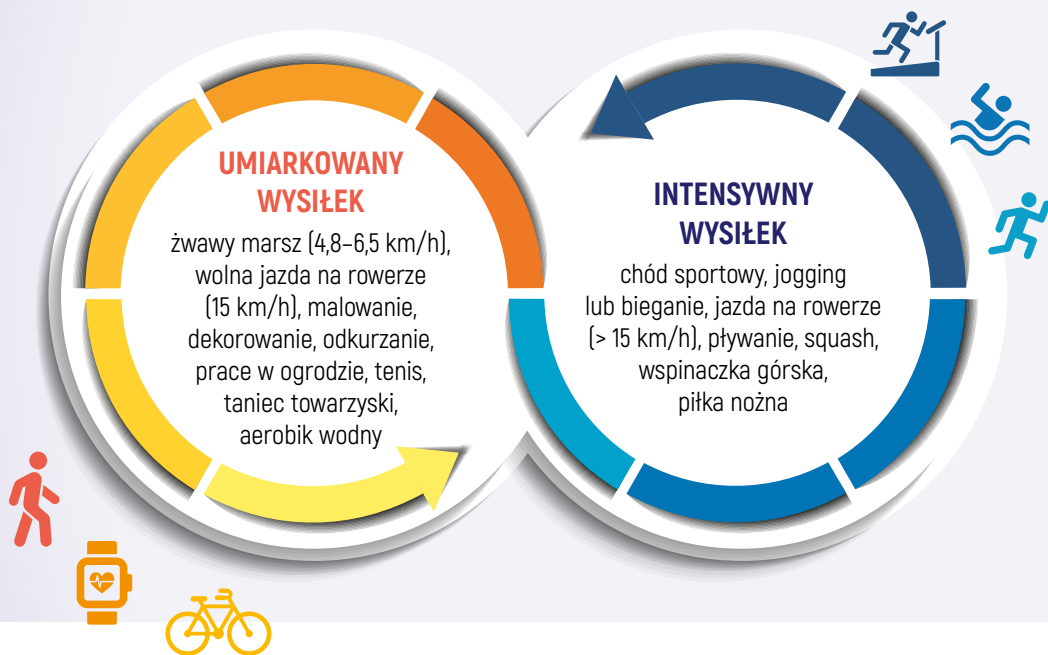 UMIARKOWANY
WYSIŁEK
żwawy marsz (4,8–6,5 km/h),
wolna jazda na rowerze
(15 km/h), malowanie,
dekorowanie, odkurzanie,
prace w ogrodzie, tenis,
taniec towarzyski,
aerobik wodny
INTENSYWNY
WYSIŁEK
chód sportowy, jogging
lub bieganie, jazda na rowerze
(> 15 km/h), pływanie, squash,
wspinaczka górska,
piłka nożna